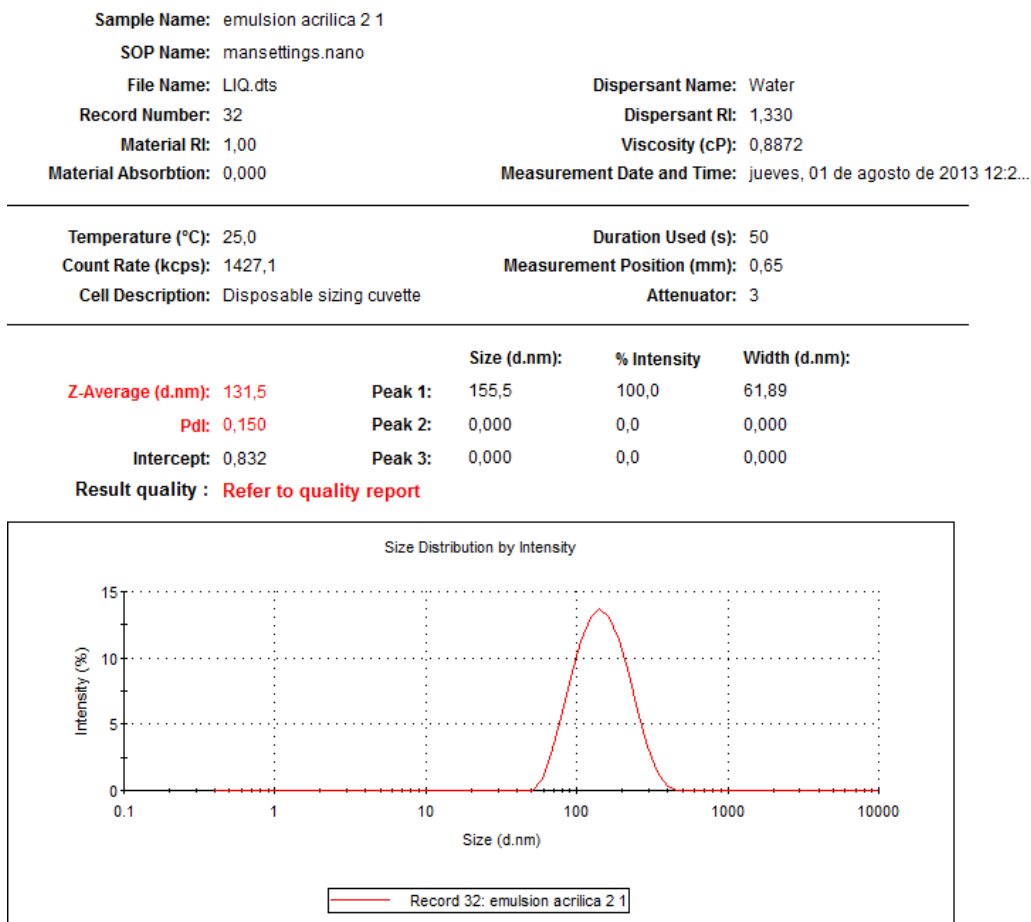 Sample Name: emulsion acrilica 2 1
SOP Name: mansettings.nano
File Name: LIQ.dts Dispersant Name: Water
Record Number: 32 Dispersant RI: 1,330
Material RI: 1,00 Viscosity (cP): 0,8872
Material Absorbtion: 0,000 Measurement Date and Time: jueves, 01 de agosto de 2013 12:2...
Temperature (°C): 25,0 Duration Used (s): 50
Count Rate (kcps): 1427,1 Measurement Position (mm): 0,65
Cell Description: Disposable sizing cuvette Attenuator: 3
Size (d.nm): % Intensity Width (d.nm):
Z-Average (d.nm): 131,5 Peak 1: 155,5 100,0 61,89
PdI: 0,150 Peak 2: 0,000 0,0 0,000
Intercept: 0,832 Peak 3: 0,000 0,0 0,000
Result quality : Refer to quality report
Size Distribution by Intensity
15
10
5
0
Intensity (%)
0.1 1 10 100 1000 10000
Size (d.nm)
Record 32: emulsion acrilica 2 1